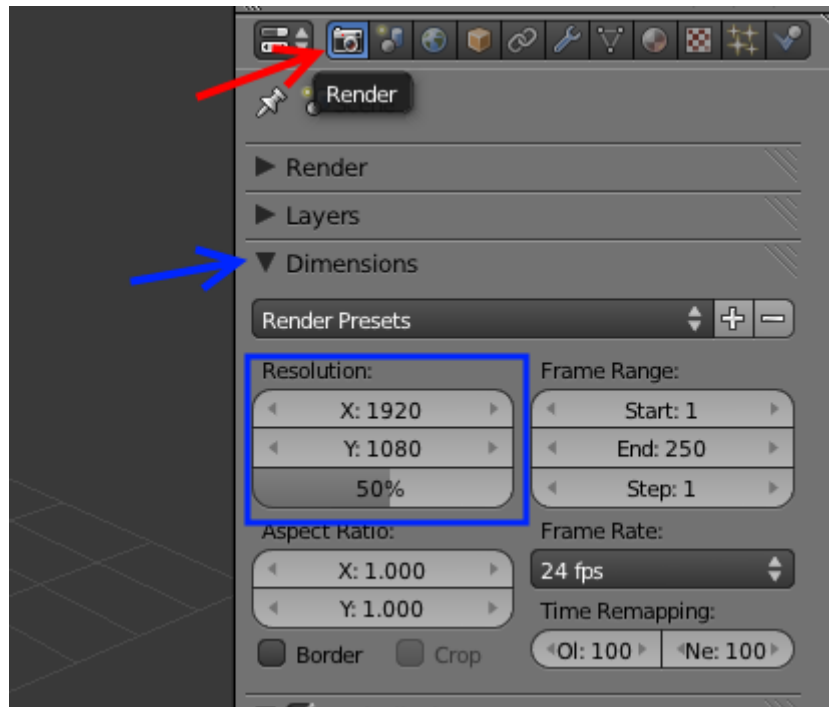 Render
Render
Layers
Dimensions
Render Presets
Resolution:
X: 1920
Y: 1080
50%
Frame Range:
Start: 1
End: 250
Step: 1
Aspect Ratio:
X: 1.000
Y: 1.000
Border
Crop
Frame Rate:
24 fps
Time Remapping:
Ol: 100
Ne: 100